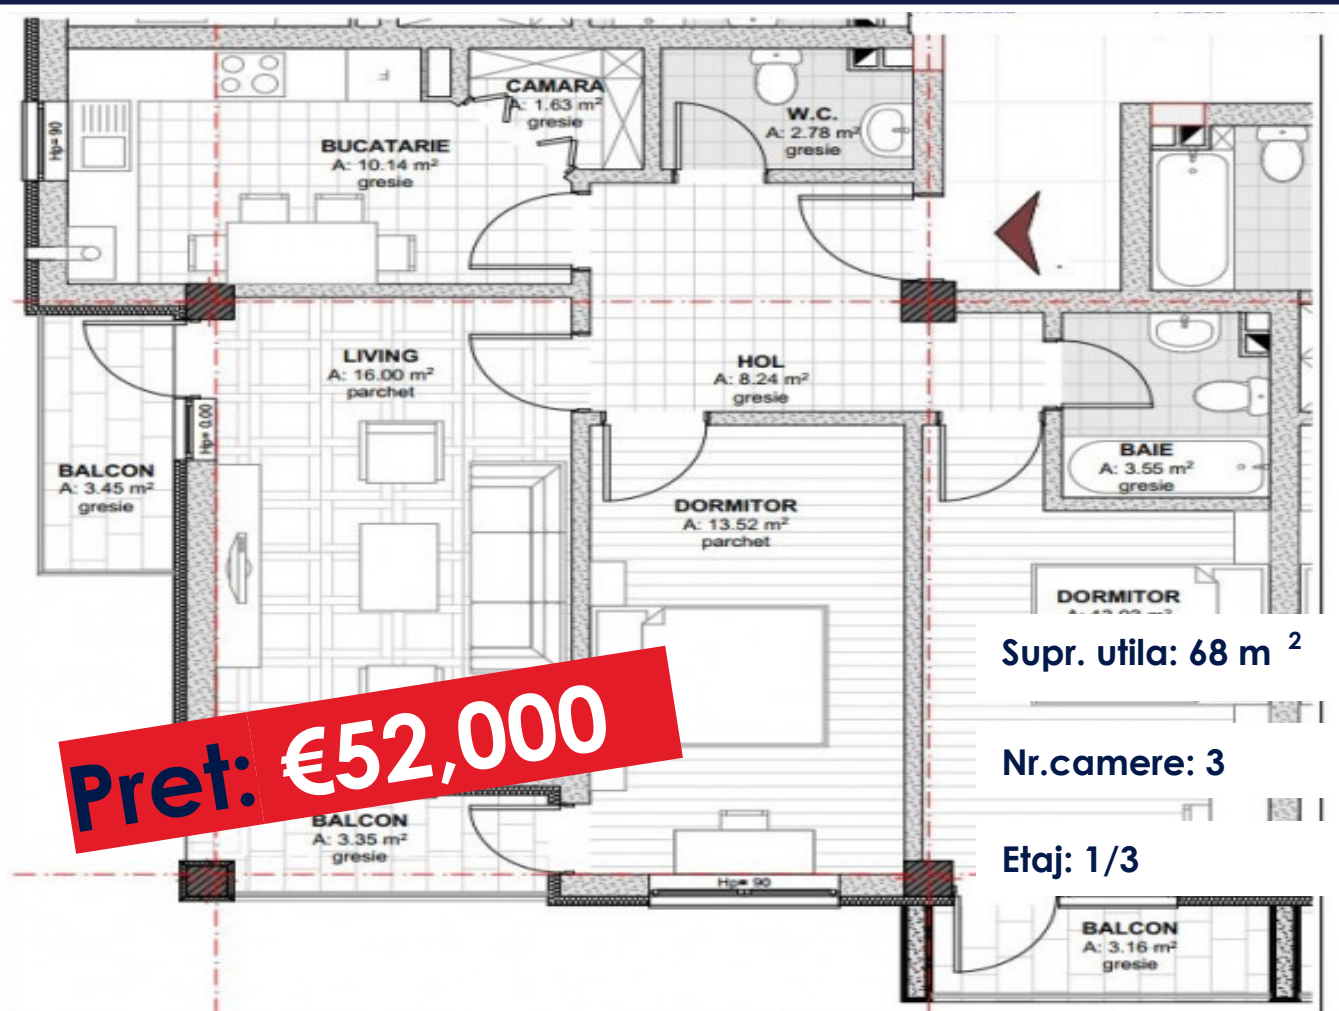 CAMARA
A: 1.63 m²
gresie
W.C.
A: 2.78 m²
gresie
Hp= 90
BUCATARIE
A: 10.14 m²
gresie
LIVING
A: 16.00 m²
parchet
HOL
A: 8.24 m²
gresie
Hp= 0.00
BALCON
A: 3.45 m²
gresie
BAIE
A: 3.55 m²
gresie
DORMITOR
A: 13.52 m²
parchet
DORMITOR
Supr. utila: 68 m ²
Pret: €52,000
Nr.camere: 3
BALCON
A: 3.35 m²
gresie
Etaj: 1/3
Hp= 90
BALCON
A: 3.16 m²
gresie